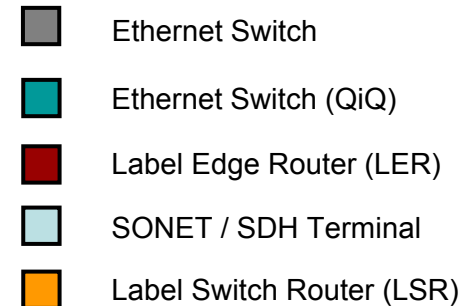 Ethernet Switch
Ethernet Switch (QiQ)
Label Edge Router (LER)
SONET / SDH Terminal
Label Switch Router (LSR)